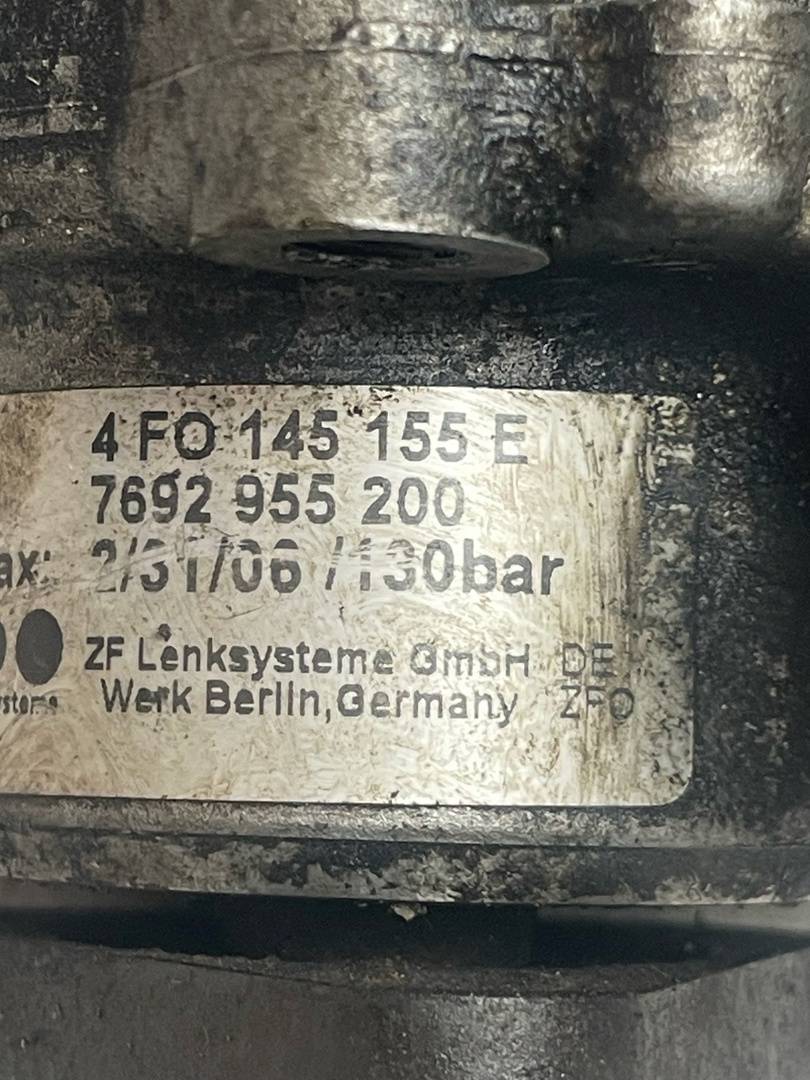 4 FO 145 155 E
7692 955 200
ax: 2/31/06 /130bar
ZF Lenksysteme GmbH DE
Werk Berlin,Germany ZFO